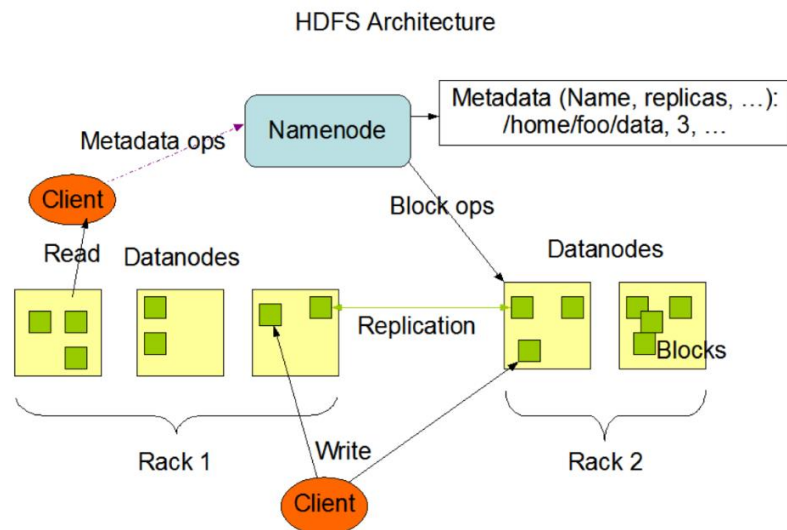 HDFS Architecture
Metadata (Name, replicas, ...):
/home/foo/data, 3, ...
Namenode
Metadata ops
Client
Block ops
Read
Datanodes
Datanodes
Replication
Blocks
Rack 1
Write
Rack 2
Client